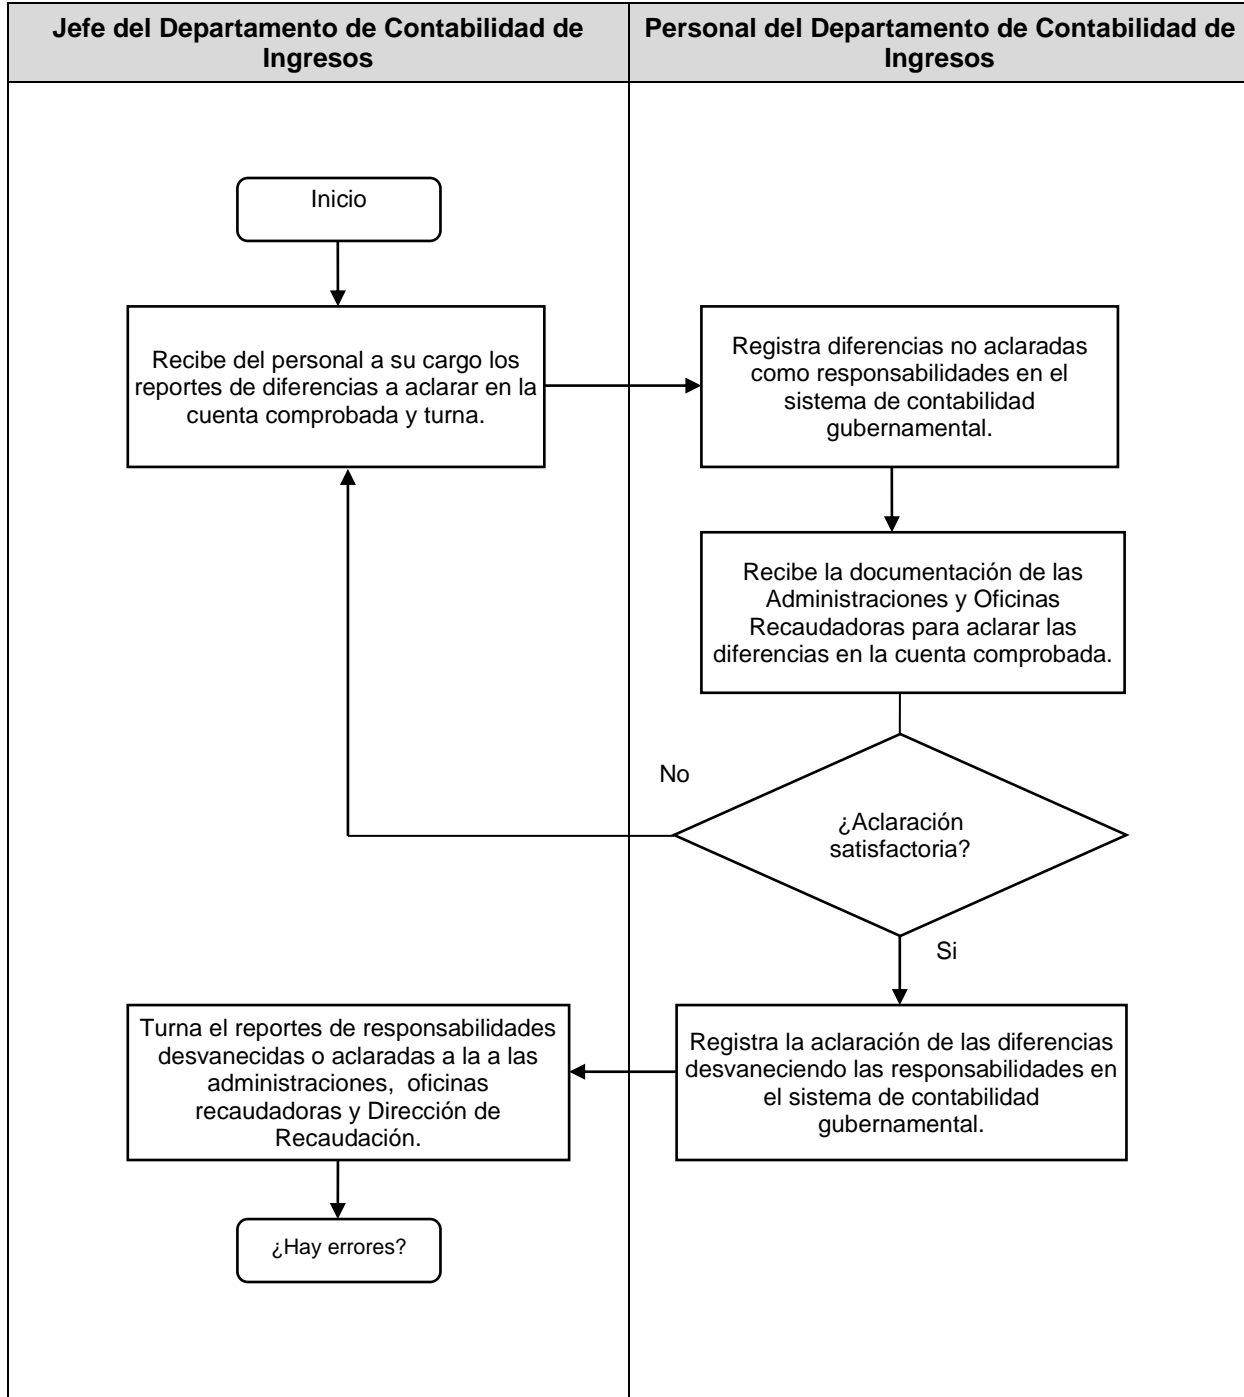 Jefe del Departamento de Contabilidad de
Ingresos
Personal del Departamento de Contabilidad de
Ingresos
Inicio
Recibe del personal a su cargo los
reportes de diferencias a aclarar en la
cuenta comprobada y turna.
Registra diferencias no aclaradas
como responsabilidades en el
sistema de contabilidad
gubernamental.
Recibe la documentación de las
Administraciones y Oficinas
Recaudadoras para aclarar las
diferencias en la cuenta comprobada.
No
¿Aclaración
satisfactoria?
Si
Registra la aclaración de las diferencias
desvaneciendo las responsabilidades en
el sistema de contabilidad
gubernamental.
Turna el reportes de responsabilidades
desvanecidas o aclaradas a la a las
administraciones, oficinas
recaudadoras y Dirección de
Recaudación.
¿Hay errores?